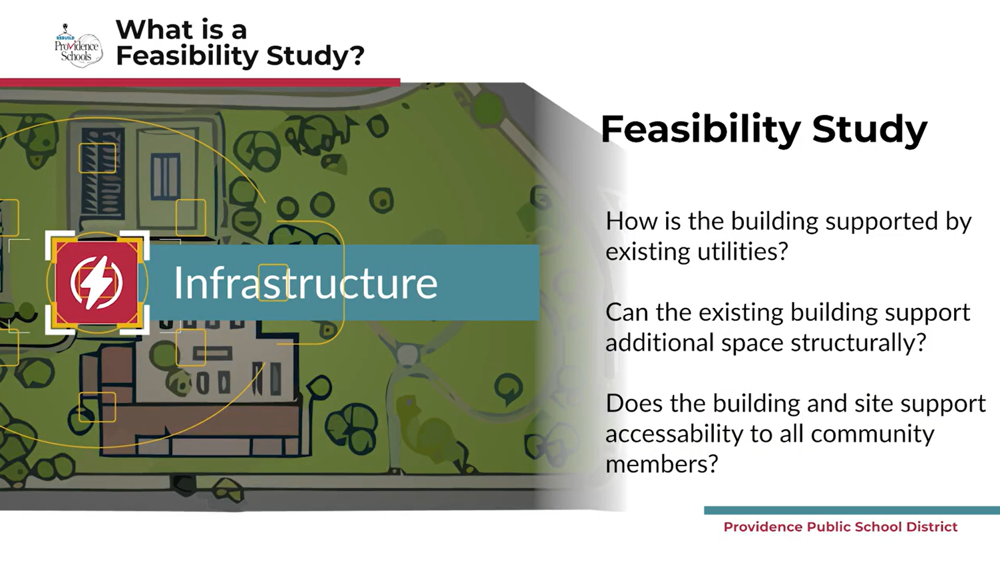 REBUILD
Providence
Schools
What is a
Feasibility Study?
Infrastructure
Feasibility Study
How is the building supported by
existing utilities?
Can the existing building support
additional space structurally?
Does the building and site support
accessability to all community
members?
Providence Public School District